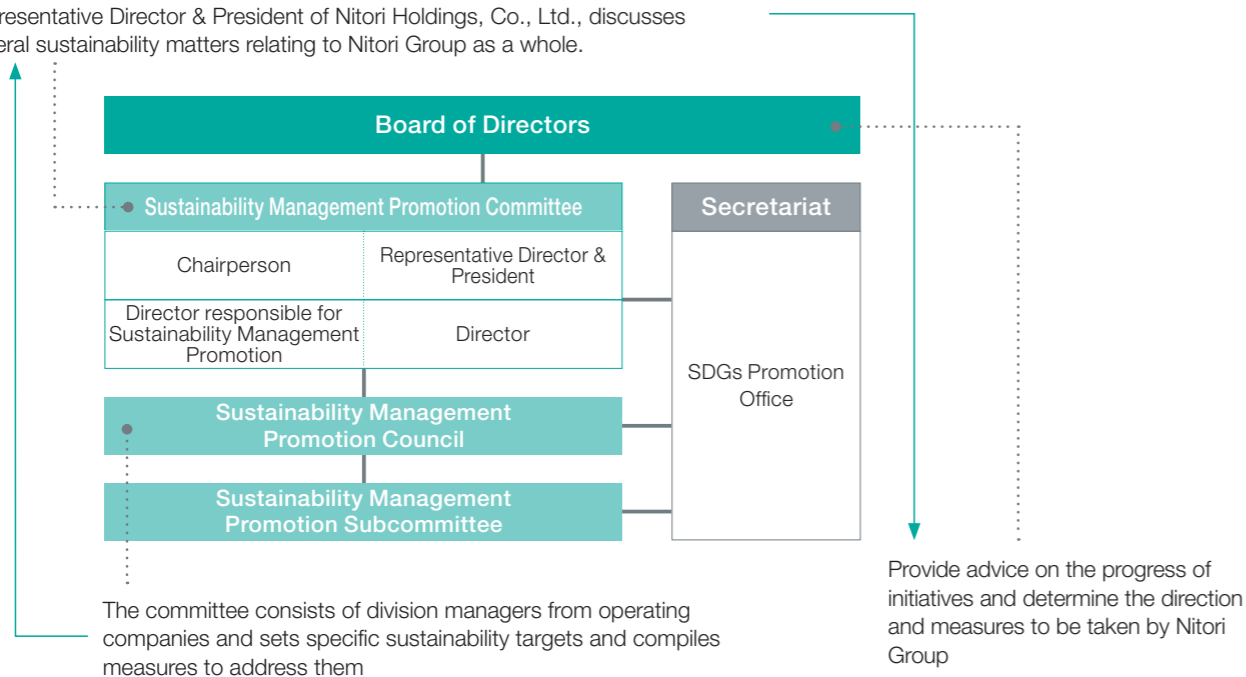 Director & President of Nitori Holdings, Co., Ltd., discusses
sustainability matters relating to Nitori Group as a whole.
Board of Directors
Sustainability Management Promotion Committee
Secretariat
Chairperson
Representative Director &
President
Director responsible for
Sustainability Management
Promotion
Director
SDGs Promotion
Office
Sustainability Management
Promotion Council
Sustainability Management
Promotion Subcommittee
The committee consists of division managers from operating
companies and sets specific sustainability targets and compiles
measures to address them
Provide advice on the progress of
initiatives and determine the direction
and measures to be taken by Nitori
Group